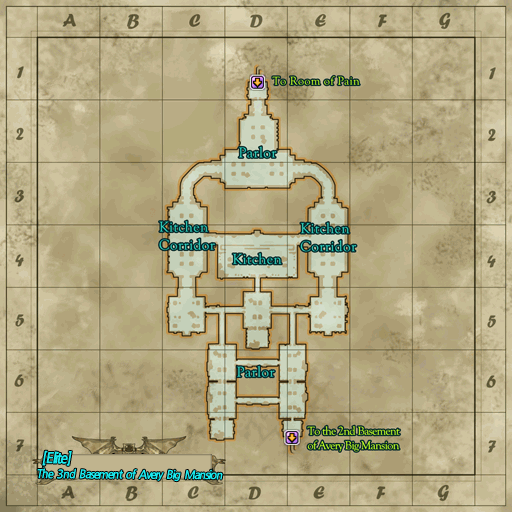 A B C D E F G
1 1
To Room of Pain
2 2
Parlor
3 3
Kitchen
Corridor
Kitchen
Corridor
4 4
Kitchen
5 5
6 6
Parlor
7 7
To the 2nd Basement
of Avery Big Mansion
[Elite]
The 3nd Basement of Avery Big Mansion
A B C D E F G